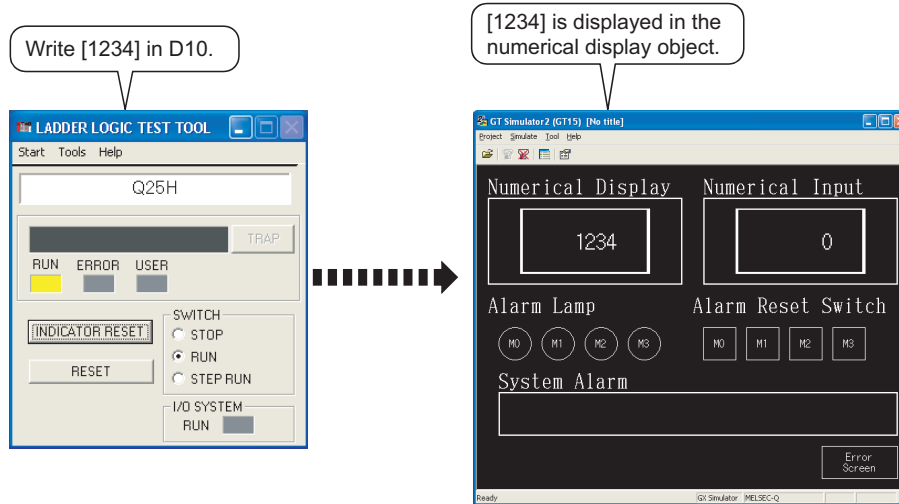 Write [1234] in D10.
[1234] is displayed in the
numerical display object.
LADDER LOGIC TEST TOOL
Start Tools Help
Q25H
TRAP
RUN ERROR USER
INDICATOR RESET
RESET
SWITCH
STOP
RUN
STEP RUN
I/O SYSTEM
RUN
GT Simulator2 (GT15) [No title]
Project Simulate Tool Help
Numerical Display
Numerical Input
1234
0
Alarm Lamp
Alarm Reset Switch
M0 M1 M2 M3
M0 M1 M2 M3
System Alarm
Error
Screen
Ready
GX Simulator MELSEC-Q